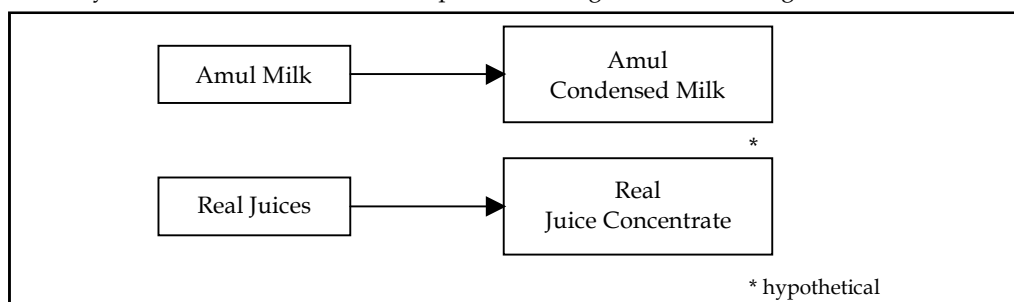 Amul Milk
Amul
Condensed Milk
*
Real Juices
Real
Juice Concentrate
* hypothetical